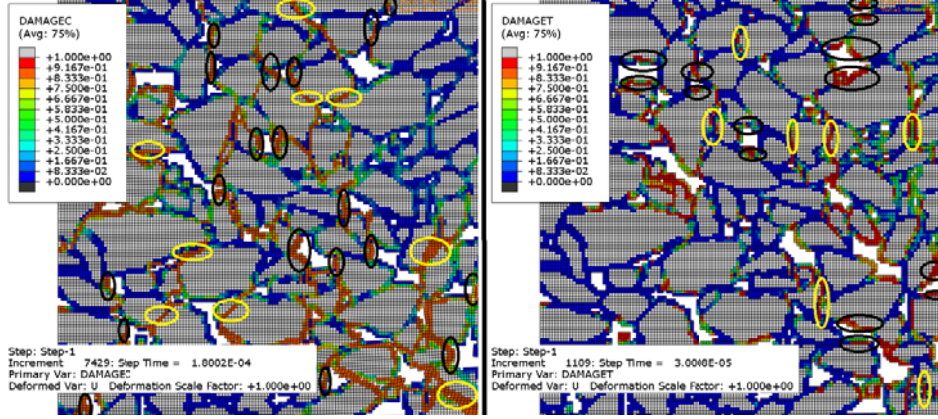 DAMAGEC
(Avg: 75%)
+1.000e+00
+9.167e-01
+8.333e-01
+7.500e-01
+6.667e-01
+5.833e-01
+5.000e-01
+4.167e-01
+3.333e-01
+2.500e-01
+1.667e-01
+8.333e-02
+0.000e+00
Step: Step-1
Increment 7429: Step Time = 1.0002E-04
Primary Var: DAMAGEC
Deformed Var: U Deformation Scale Factor: +1.000e+00
DAMAGET
(Avg: 75%)
+1.000e+00
+9.167e-01
+8.333e-01
+7.500e-01
+6.667e-01
+5.833e-01
+5.000e-01
+4.167e-01
+3.333e-01
+2.500e-01
+1.667e-01
+8.333e-02
+0.000e+00
Step: Step-1
Increment 1109: Step Time = 3.0008E-05
Primary Var: DAMAGET
Deformed Var: U Deformation Scale Factor: +1.000e+00